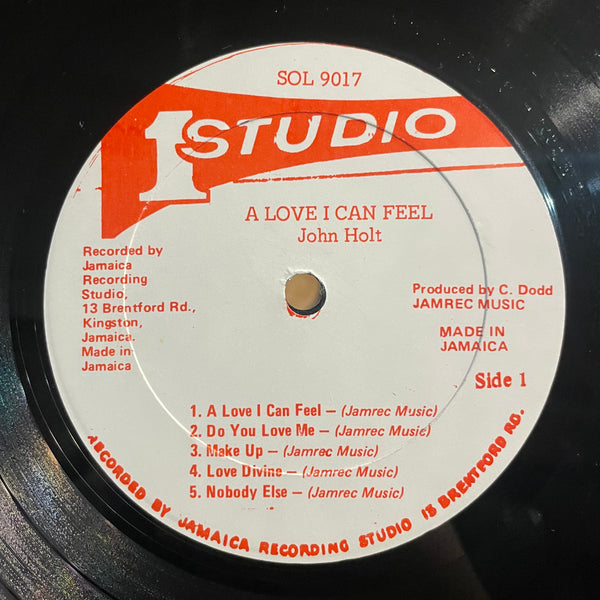 SOL 9017
1 STUDIO
A LOVE I CAN FEEL
John Holt
Recorded by
Jamaica
Recording
Studio,
13 Brentford Rd.,
Kingston,
Jamaica.
Made in
Jamaica
Produced by C. Dodd
JAMREC MUSIC
MADE IN
JAMAICA
Side 1
1. A Love I Can Feel – (Jamrec Music)
2. Do You Love Me – (Jamrec Music)
3. Make Up – (Jamrec Music)
4. Love Divine – (Jamrec Music)
5. Nobody Else – (Jamrec Music)
RECORDED BY JAMAICA RECORDING STUDIO 13 BRENTFORD RD.